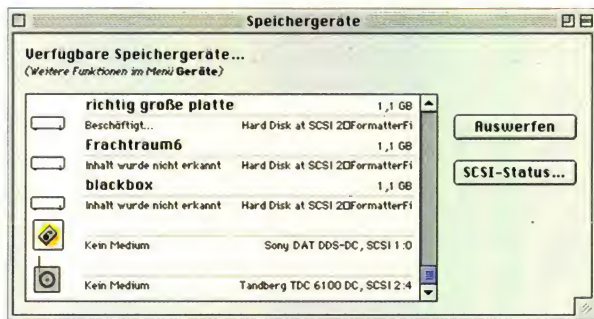 Speichergeräte
Verfügbare Speichergeräte...
(Weitere Funktionen im Menü Geräte)
richtig große platte 1,1 GB
Beschäftigt... Hard Disk at SCSI 2□FormatterFi
Frachtraum6 1,1 GB
Inhalt wurde nicht erkannt Hard Disk at SCSI 2□FormatterFi
blackbox 1,1 GB
Inhalt wurde nicht erkannt Hard Disk at SCSI 2□FormatterFi
Kein Medium Sony DAT DDS-DC, SCSI 1:0
Kein Medium Tandberg TDC 6100 DC, SCSI 2:4
Auswerfen
SCSI-Status...